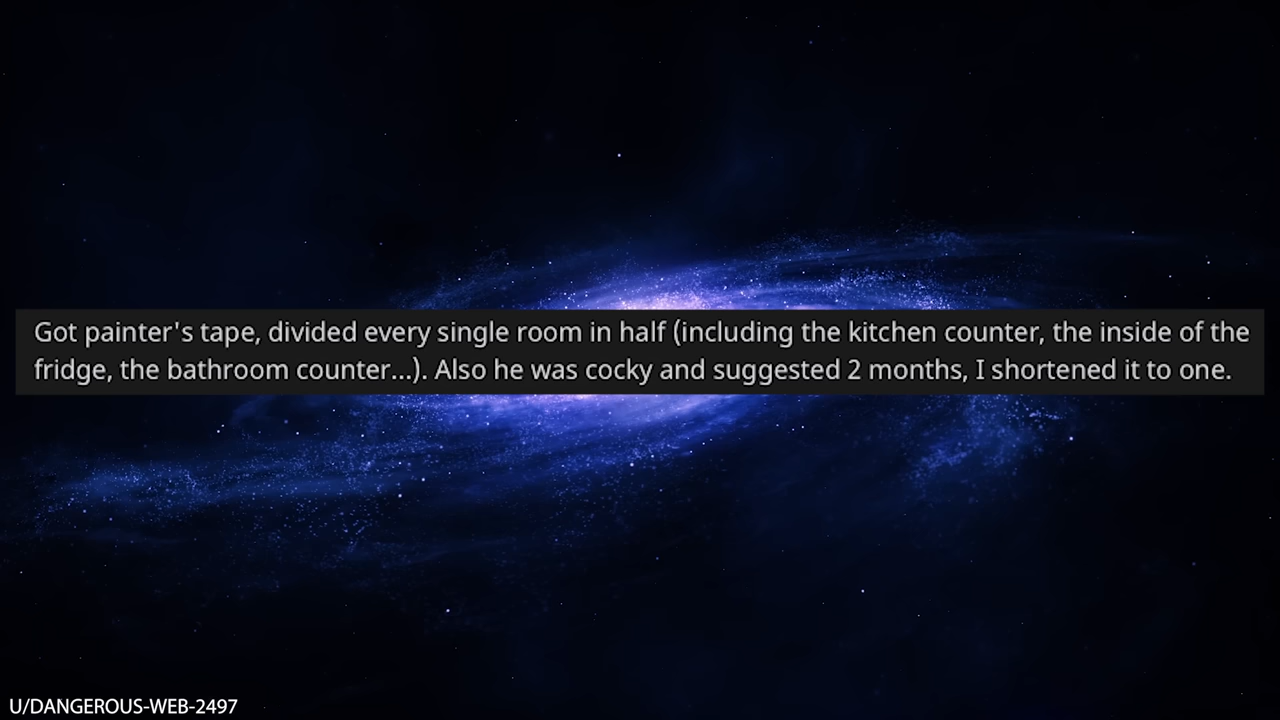 Got painter's tape, divided every single room in half (including the kitchen counter, the inside of the
fridge, the bathroom counter...). Also he was cocky and suggested 2 months, I shortened it to one.
U/DANGEROUS-WEB-2497